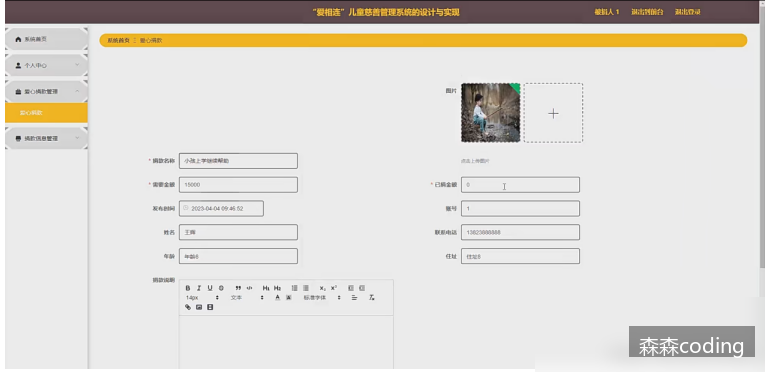 “爱相连”儿童慈善管理系统的设计与实现
被捐人 1 退出到前台 退出登录
系统首页
个人中心
爱心捐款管理
爱心捐款
捐款信息管理
系统首页 爱心捐款
图片
点击上传图片
* 捐款名称 小孩上学继续帮助
* 需要金额 15000
* 已捐金额 0
发布时间 2023-04-04 09:46:52
账号 1
姓名 王辉
联系电话 13823888888
年龄 年龄8
住址 住址8
捐款说明
B I U S ” H1 H2 x₂ x²
14px 文本 A 标准字体
森森coding